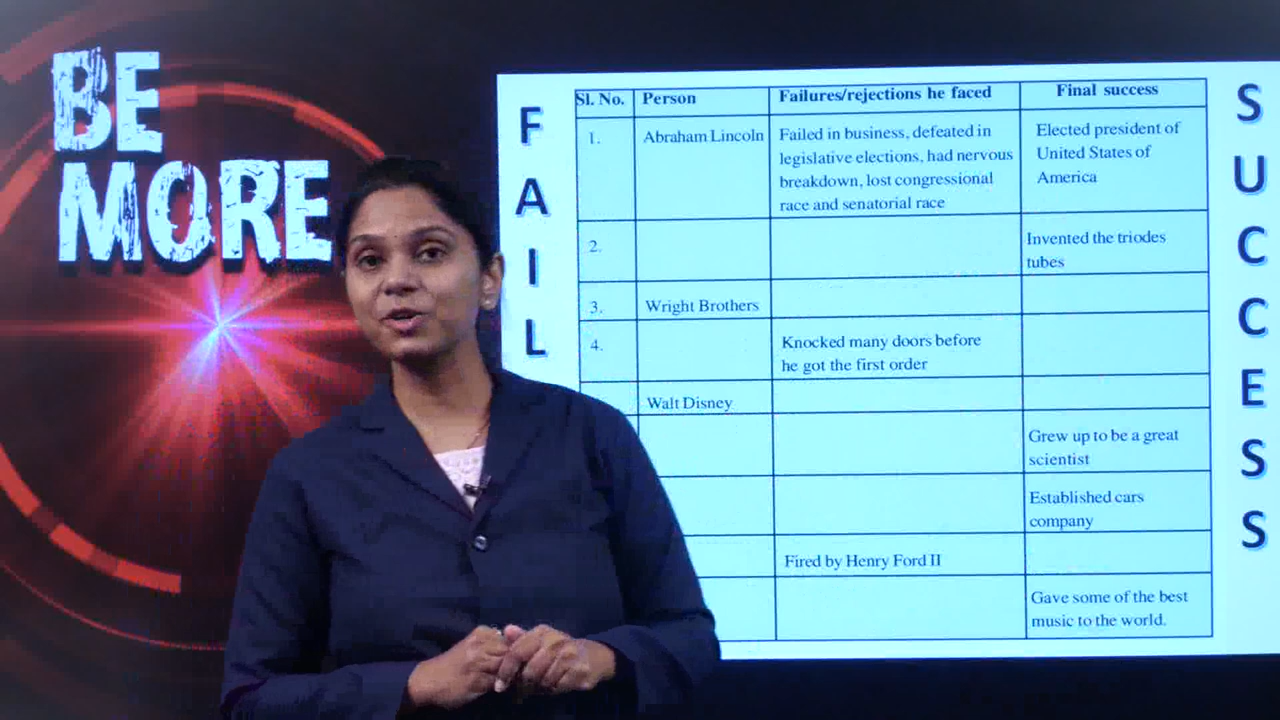 BE
MORE
FAIL
Sl. No. Person Failures/rejections he faced Final success
1. Abraham Lincoln Failed in business, defeated in
legislative elections, had nervous
breakdown, lost congressional
race and senatorial race
Elected president of
United States of
America
2. Invented the triodes
tubes
3. Wright Brothers
4. Knocked many doors before
he got the first order
Walt Disney
Grew up to be a great
scientist
Established cars
company
Fired by Henry Ford II
Gave some of the best
music to the world.
SUCCESS